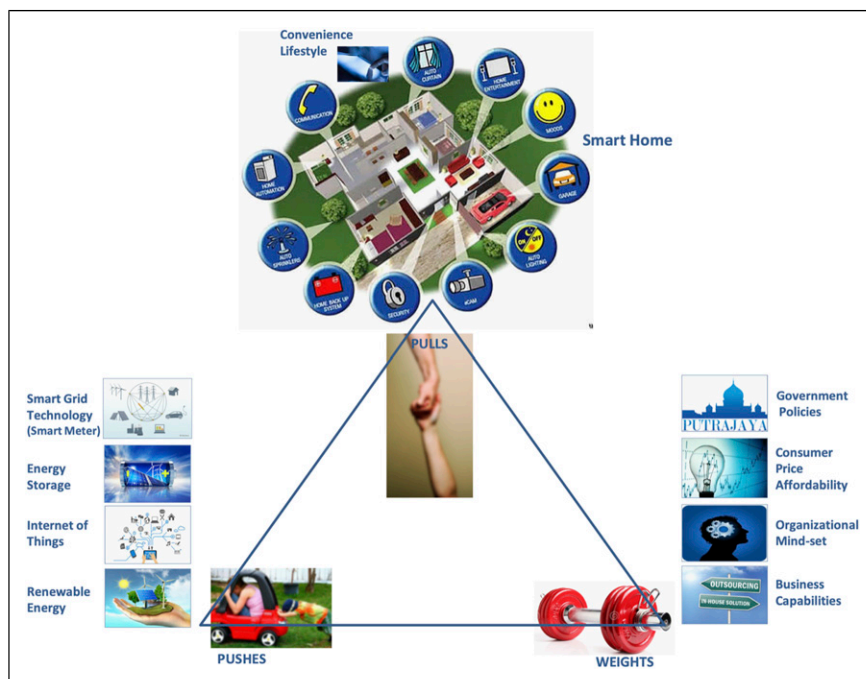 Convenience
Lifestyle
AUTO
CURTAIN
HOME
ENTERTAINMENT
COMMUNICATION
MOODS
Smart Home
HOME
AUTOMATION
GARAGE
AUTO
SPRINKLERS
ON OFF
AUTO
LIGHTING
HOME BACK UP
SYSTEM
SECURITY
eCAM
PULLS
Smart Grid
Technology
(Smart Meter)
Energy
Storage
Internet of
Things
Renewable
Energy
PUSHES
PUTRAJAYA
Government
Policies
Consumer
Price
Affordability
Organizational
Mind-set
OUTSOURCING
IN HOUSE SOLUTION
Business
Capabilities
WEIGHTS